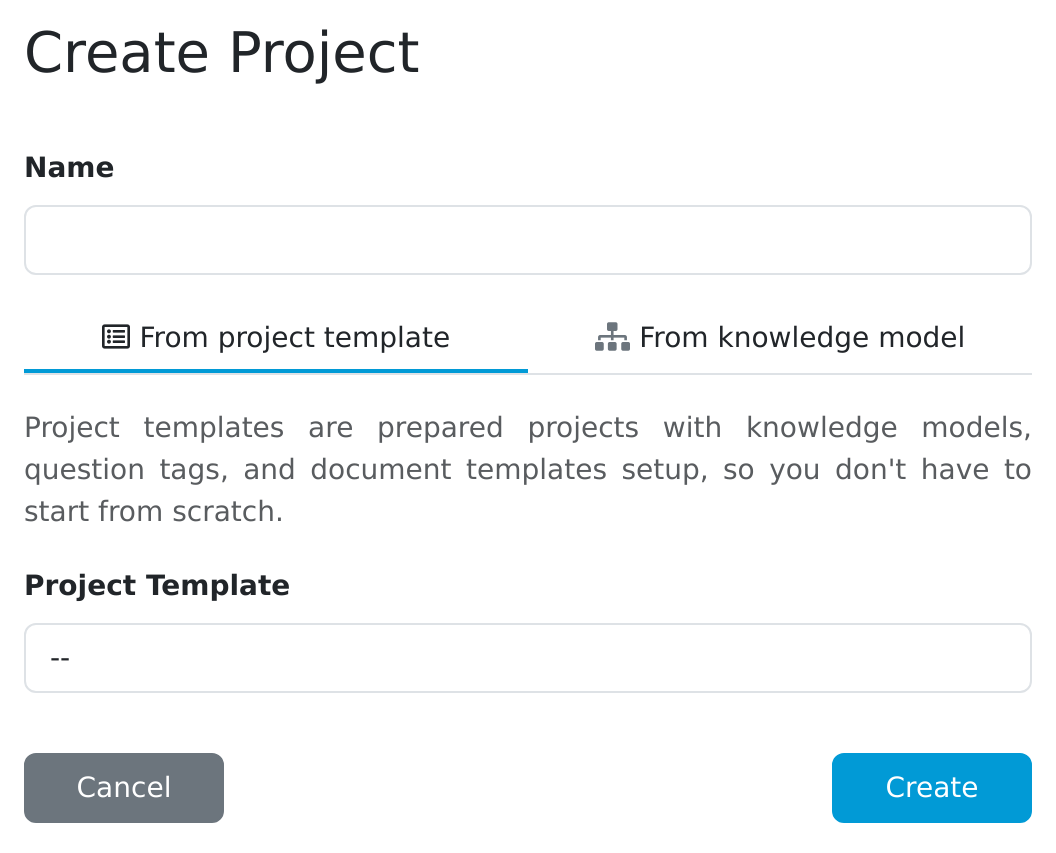 Create Project
Name
From project template
From knowledge model
Project templates are prepared projects with knowledge models,
question tags, and document templates setup, so you don't have to
start from scratch.
Project Template
--
Cancel
Create